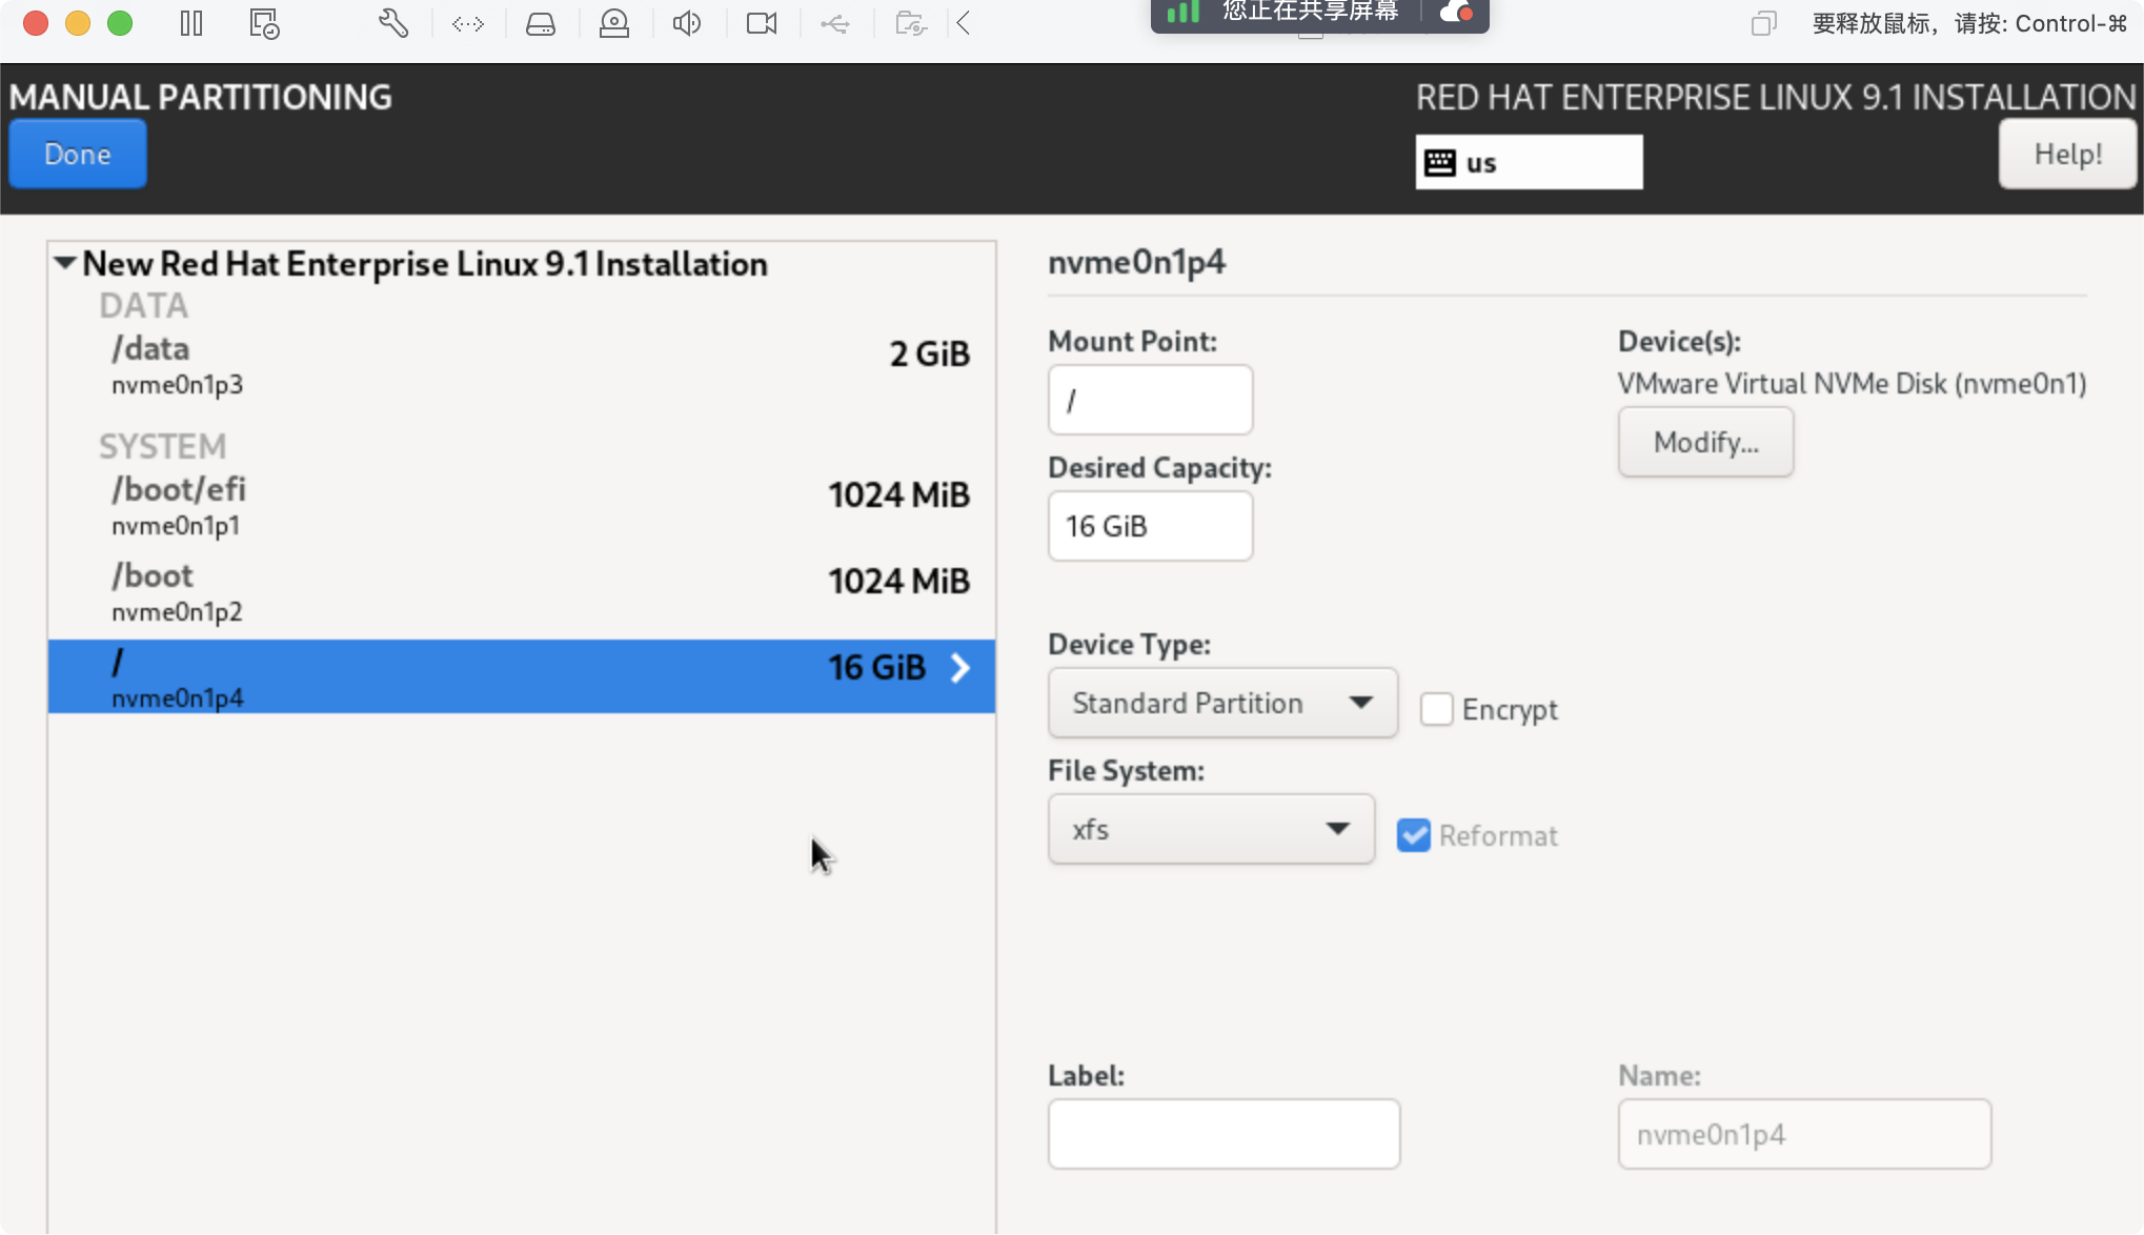 您正在共享屏幕
要释放鼠标，请按: Control-⌘
MANUAL PARTITIONING
RED HAT ENTERPRISE LINUX 9.1 INSTALLATION
Done
us
Help!
New Red Hat Enterprise Linux 9.1 Installation
DATA
/data
2 GiB
nvme0n1p3
SYSTEM
/boot/efi
1024 MiB
nvme0n1p1
/boot
1024 MiB
nvme0n1p2
/
16 GiB
nvme0n1p4
nvme0n1p4
Mount Point:
/
Desired Capacity:
16 GiB
Device(s):
VMware Virtual NVMe Disk (nvme0n1)
Modify...
Device Type:
Standard Partition
Encrypt
File System:
xfs
Reformat
Label:
Name:
nvme0n1p4